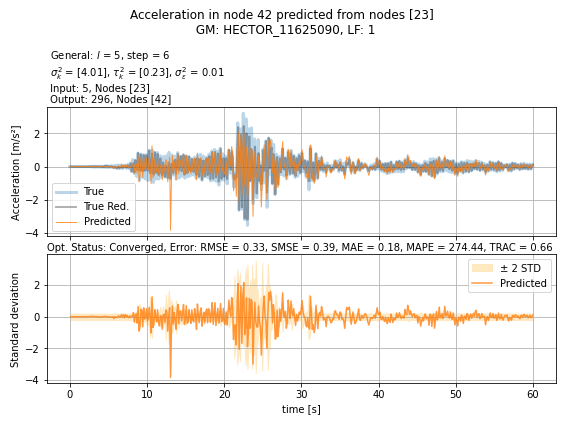 Acceleration in node 42 predicted from nodes [23]
GM: HECTOR_11625090, LF: 1
General: l = 5, step = 6
σ²ₖ = [4.01], τ²ₖ = [0.23], σ²ε = 0.01
Input: 5, Nodes [23]
Output: 296, Nodes [42]
Acceleration [m/s²]
2
0
−2
−4
True
True Red.
Predicted
Opt. Status: Converged, Error: RMSE = 0.33, SMSE = 0.39, MAE = 0.18, MAPE = 274.44, TRAC = 0.66
Standard deviation
2
0
−2
−4
± 2 STD
Predicted
0 10 20 30 40 50 60
time [s]